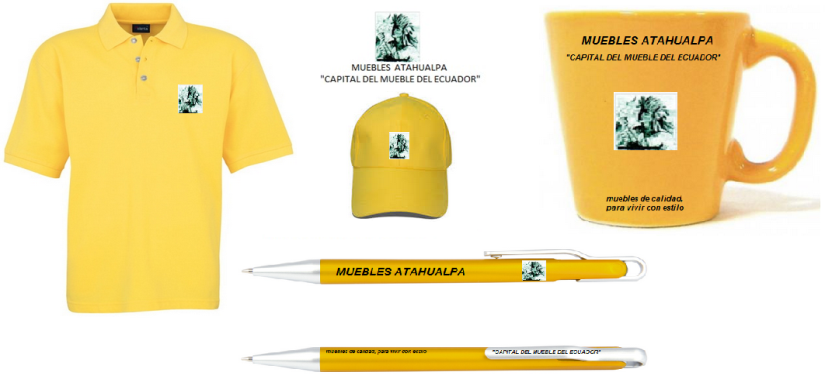 MUEBLES ATAHUALPA
"CAPITAL DEL MUEBLE DEL ECUADOR"
MUEBLES ATAHUALPA
"CAPITAL DEL MUEBLE DEL ECUADOR"
muebles de calidad,
para vivir con estilo
MUEBLES ATAHUALPA
muebles de calidad, para vivir con estilo
"CAPITAL DEL MUEBLE DEL ECUADOR"